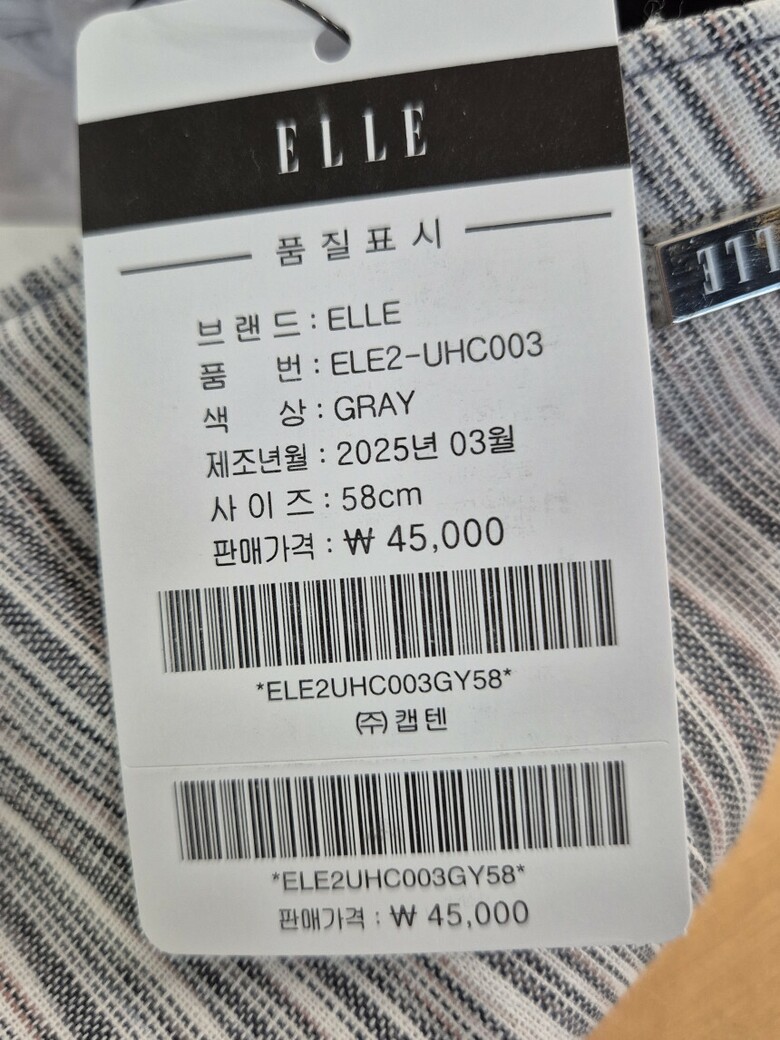 ELLE
품질표시
브랜드 : ELLE
품 번 : ELE2-UHC003
색 상 : GRAY
제조년월 : 2025년 03월
사이즈 : 58cm
판매가격 : ₩ 45,000
*ELE2UHC003GY58*
㈜캡텐
*ELE2UHC003GY58*
판매가격 : ₩ 45,000